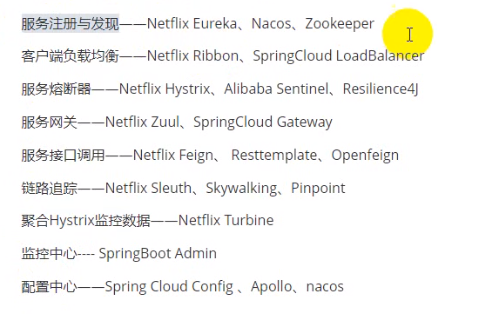 服务注册与发现——Netflix Eureka、Nacos、Zookeeper
客户端负载均衡——Netflix Ribbon、SpringCloud LoadBalancer
服务熔断器——Netflix Hystrix、Alibaba Sentinel、Resilience4J
服务网关——Netflix Zuul、SpringCloud Gateway
服务接口调用——Netflix Feign、 Resttemplate、Openfeign
链路追踪——Netflix Sleuth、Skywalking、Pinpoint
聚合Hystrix监控数据——Netflix Turbine
监控中心---- SpringBoot Admin
配置中心——Spring Cloud Config 、Apollo、nacos